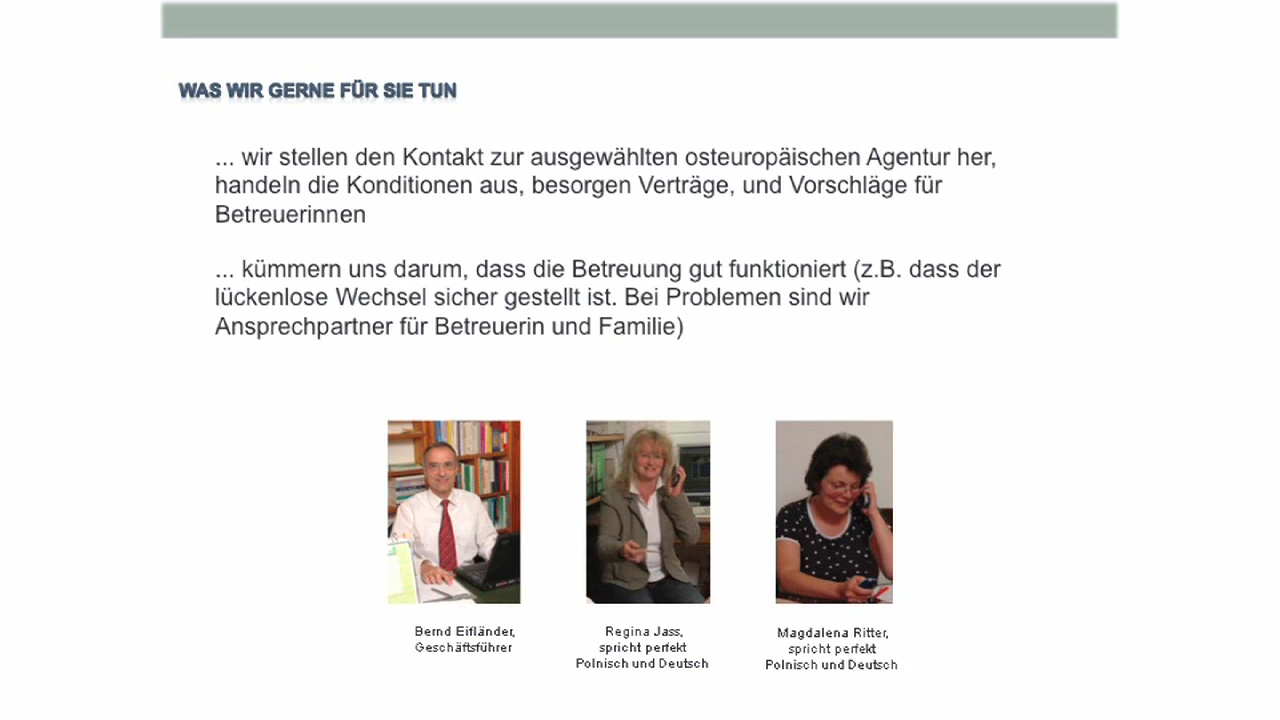 WAS WIR GERNE FÜR SIE TUN
... wir stellen den Kontakt zur ausgewählten osteuropäischen Agentur her,
handeln die Konditionen aus, besorgen Verträge, und Vorschläge für
Betreuerinnen
... kümmern uns darum, dass die Betreuung gut funktioniert (z.B. dass der
lückenlose Wechsel sicher gestellt ist. Bei Problemen sind wir
Ansprechpartner für Betreuerin und Familie)
Bernd Eifländer,
Geschäftsführer
Regina Jass,
spricht perfekt
Polnisch und Deutsch
Magdalena Ritter,
spricht perfekt
Polnisch und Deutsch